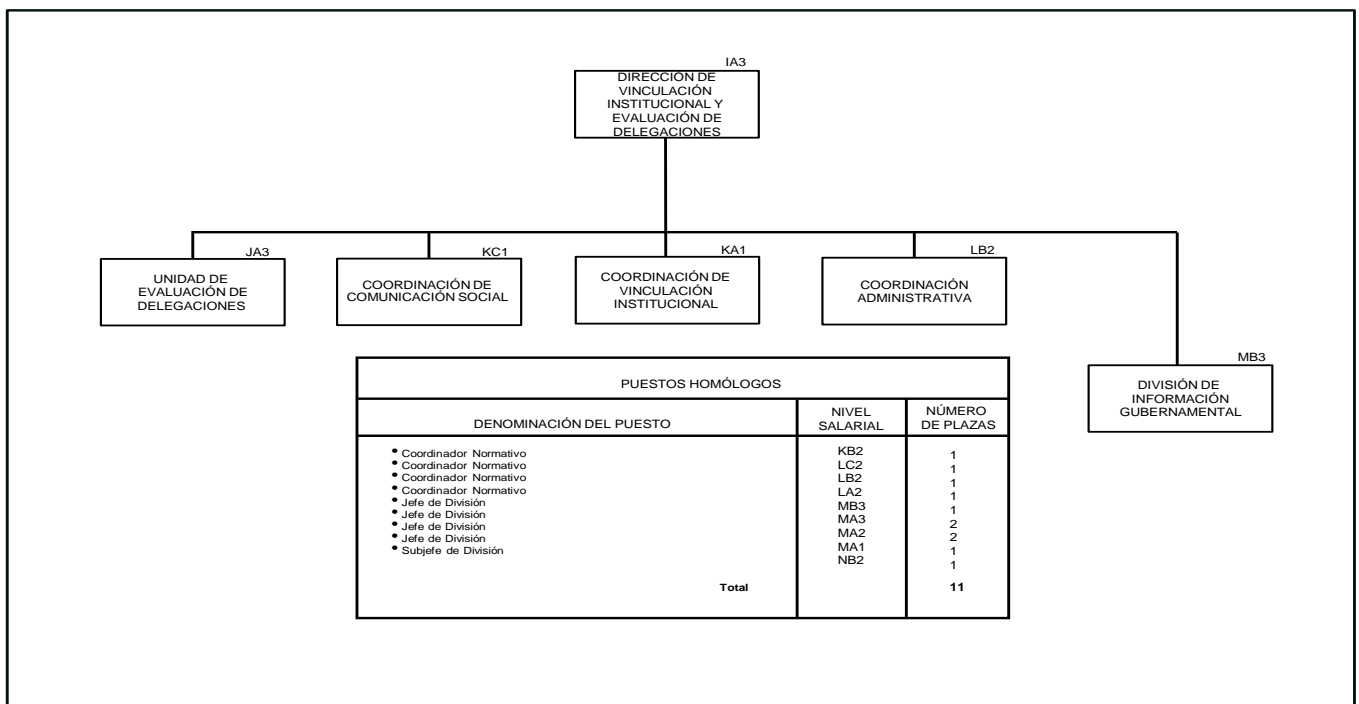 IA3
DIRECCIÓN DE
VINCULACIÓN
INSTITUCIONAL Y
EVALUACIÓN DE
DELEGACIONES
JA3
UNIDAD DE
EVALUACIÓN DE
DELEGACIONES
KC1
COORDINACIÓN DE
COMUNICACIÓN SOCIAL
KA1
COORDINACIÓN DE
VINCULACIÓN
INSTITUCIONAL
LB2
COORDINACIÓN
ADMINISTRATIVA
MB3
DIVISIÓN DE
INFORMACIÓN
GUBERNAMENTAL
PUESTOS HOMÓLOGOS
DENOMINACIÓN DEL PUESTO NIVEL SALARIAL NÚMERO DE PLAZAS
• Coordinador Normativo KB2 1
• Coordinador Normativo LC2 1
• Coordinador Normativo LB2 1
• Coordinador Normativo LA2 1
• Jefe de División MB3 1
• Jefe de División MA3 2
• Jefe de División MA2 2
• Jefe de División MA1 1
• Subjefe de División NB2 1
Total 11